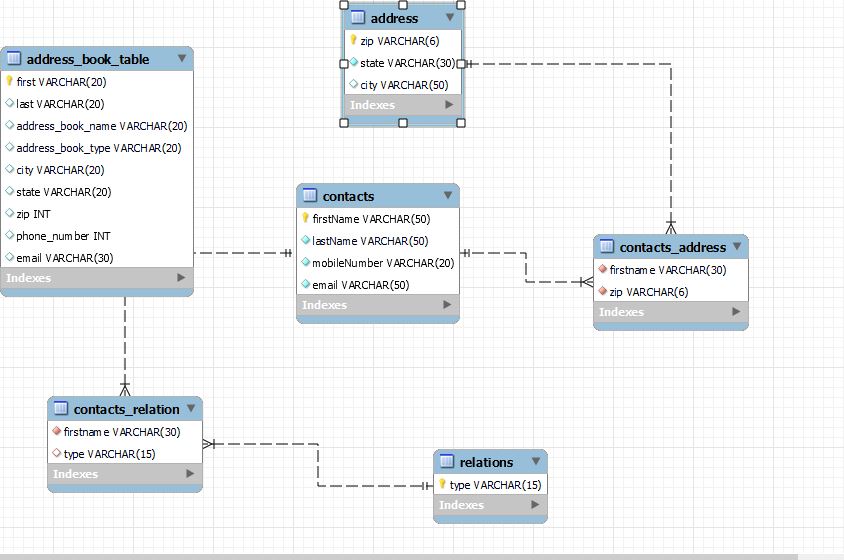 address
zip VARCHAR(6)
state VARCHAR(30)
city VARCHAR(50)
Indexes
address_book_table
first VARCHAR(20)
last VARCHAR(20)
address_book_name VARCHAR(20)
address_book_type VARCHAR(20)
city VARCHAR(20)
state VARCHAR(20)
zip INT
phone_number INT
email VARCHAR(30)
Indexes
contacts
firstName VARCHAR(50)
lastName VARCHAR(50)
mobileNumber VARCHAR(20)
email VARCHAR(50)
Indexes
contacts_address
firstname VARCHAR(30)
zip VARCHAR(6)
Indexes
contacts_relation
firstname VARCHAR(30)
type VARCHAR(15)
Indexes
relations
type VARCHAR(15)
Indexes